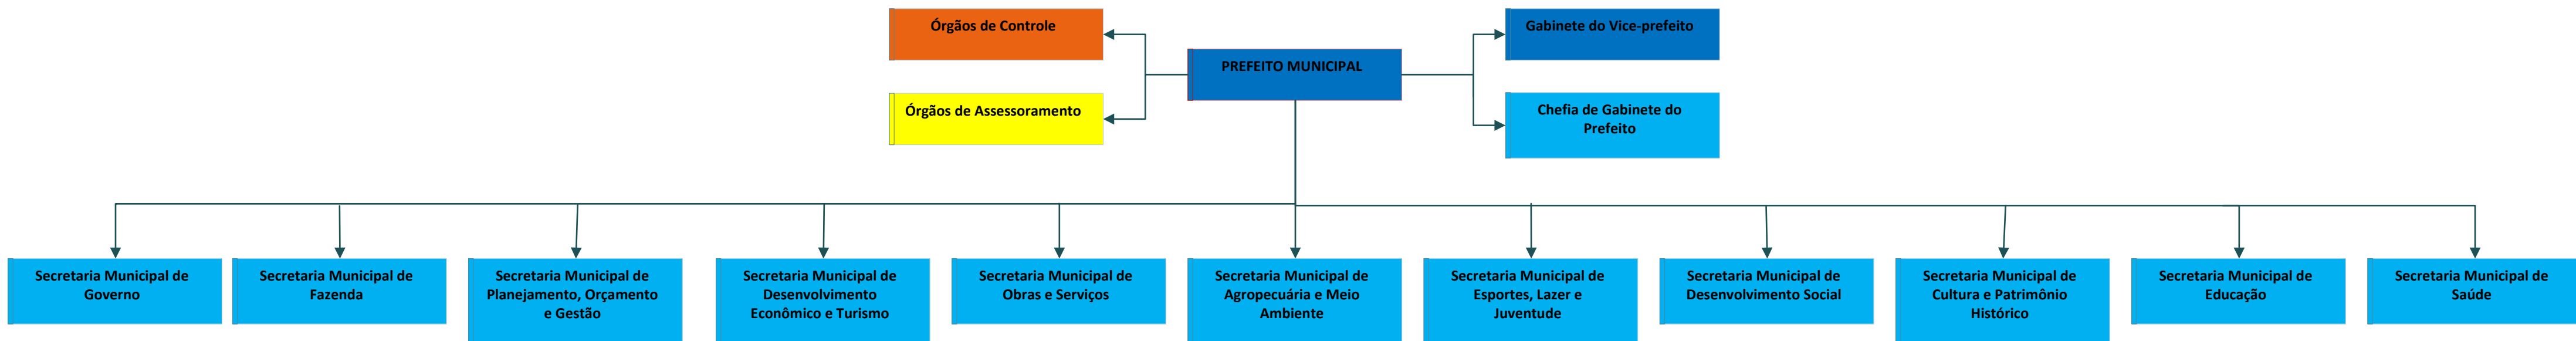 Órgãos de Controle
Gabinete do Vice-prefeito
PREFEITO MUNICIPAL
Órgãos de Assessoramento
Chefia de Gabinete do
Prefeito
Secretaria Municipal de
Governo
Secretaria Municipal de
Fazenda
Secretaria Municipal de
Planejamento, Orçamento
e Gestão
Secretaria Municipal de
Desenvolvimento
Econômico e Turismo
Secretaria Municipal de
Obras e Serviços
Secretaria Municipal de
Agropecuária e Meio
Ambiente
Secretaria Municipal de
Esportes, Lazer e
Juventude
Secretaria Municipal de
Desenvolvimento Social
Secretaria Municipal de
Cultura e Patrimônio
Histórico
Secretaria Municipal de
Educação
Secretaria Municipal de
Saúde